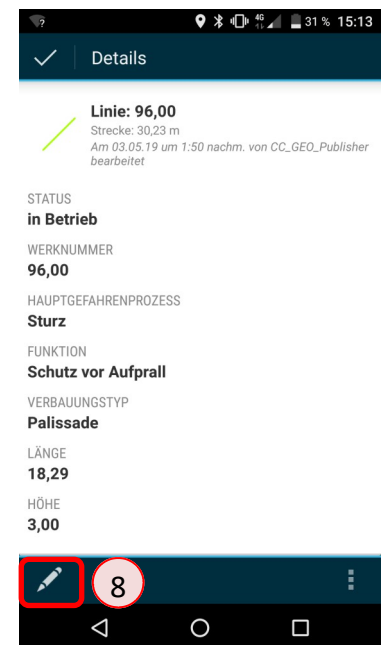 ? 4G 31 % 15:13
Details
Linie: 96,00
Strecke: 30,23 m
Am 03.05.19 um 1:50 nachm. von CC_GEO_Publisher
bearbeitet
STATUS
in Betrieb
WERKNUMMER
96,00
HAUPTGEFAHRENPROZESS
Sturz
FUNKTION
Schutz vor Aufprall
VERBAUUNGSTYP
Palissade
LÄNGE
18,29
HÖHE
3,00
8